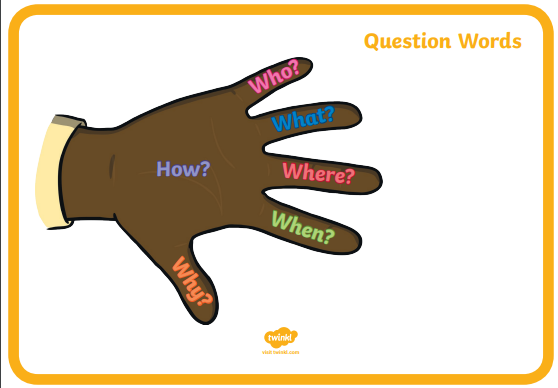 Question Words
Who?
What?
How?
Where?
When?
Why?
twinkl
visit twinkl.com